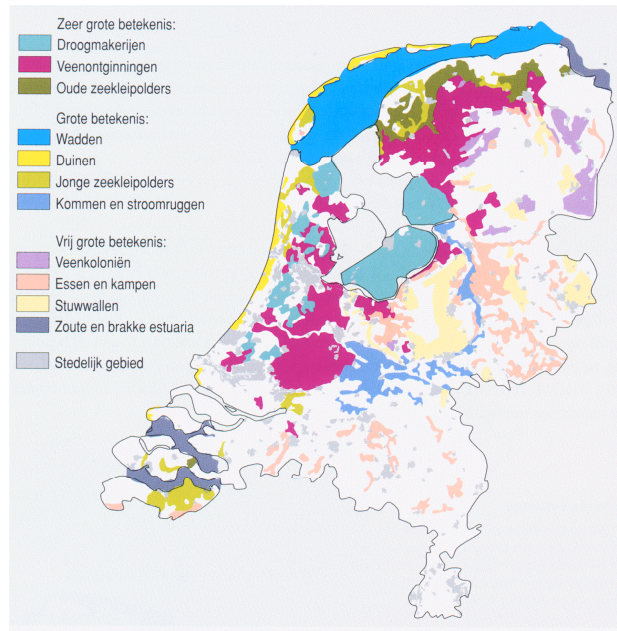 Zeer grote betekenis:
Droogmakerijen
Veenontginningen
Oude zeekleipolders
Grote betekenis:
Wadden
Duinen
Jonge zeekleipolders
Kommen en stroomruggen
Vrij grote betekenis:
Veenkoloniën
Essen en kampen
Stuwwallen
Zoute en brakke estuaria
Stedelijk gebied